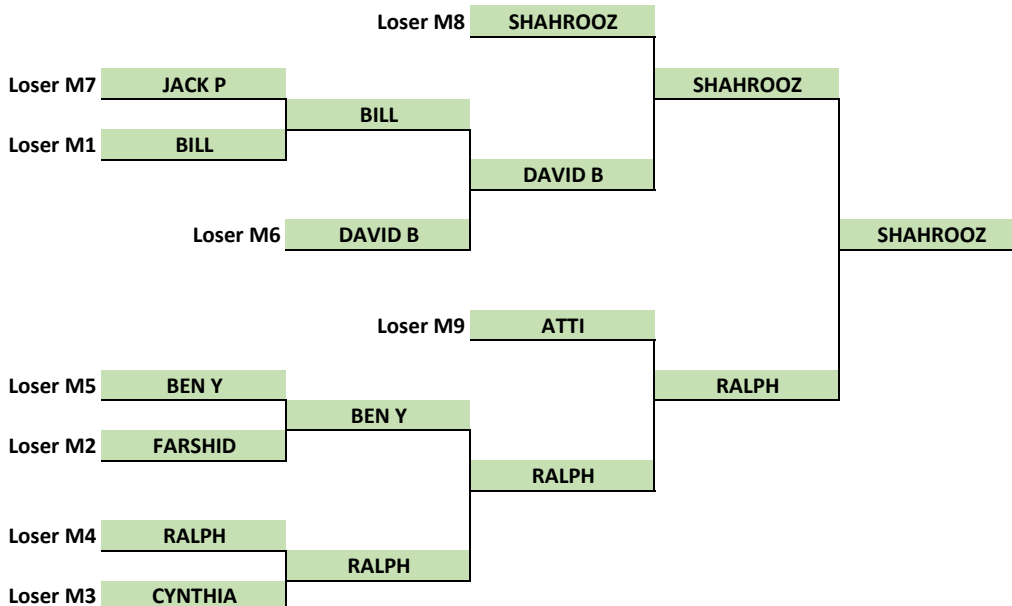 Loser M8 SHAHROOZ
Loser M7 JACK P SHAHROOZ
BILL
Loser M1 BILL
DAVID B
Loser M6 DAVID B SHAHROOZ
Loser M9 ATTI
Loser M5 BEN Y RALPH
BEN Y
Loser M2 FARSHID
RALPH
Loser M4 RALPH
RALPH
Loser M3 CYNTHIA